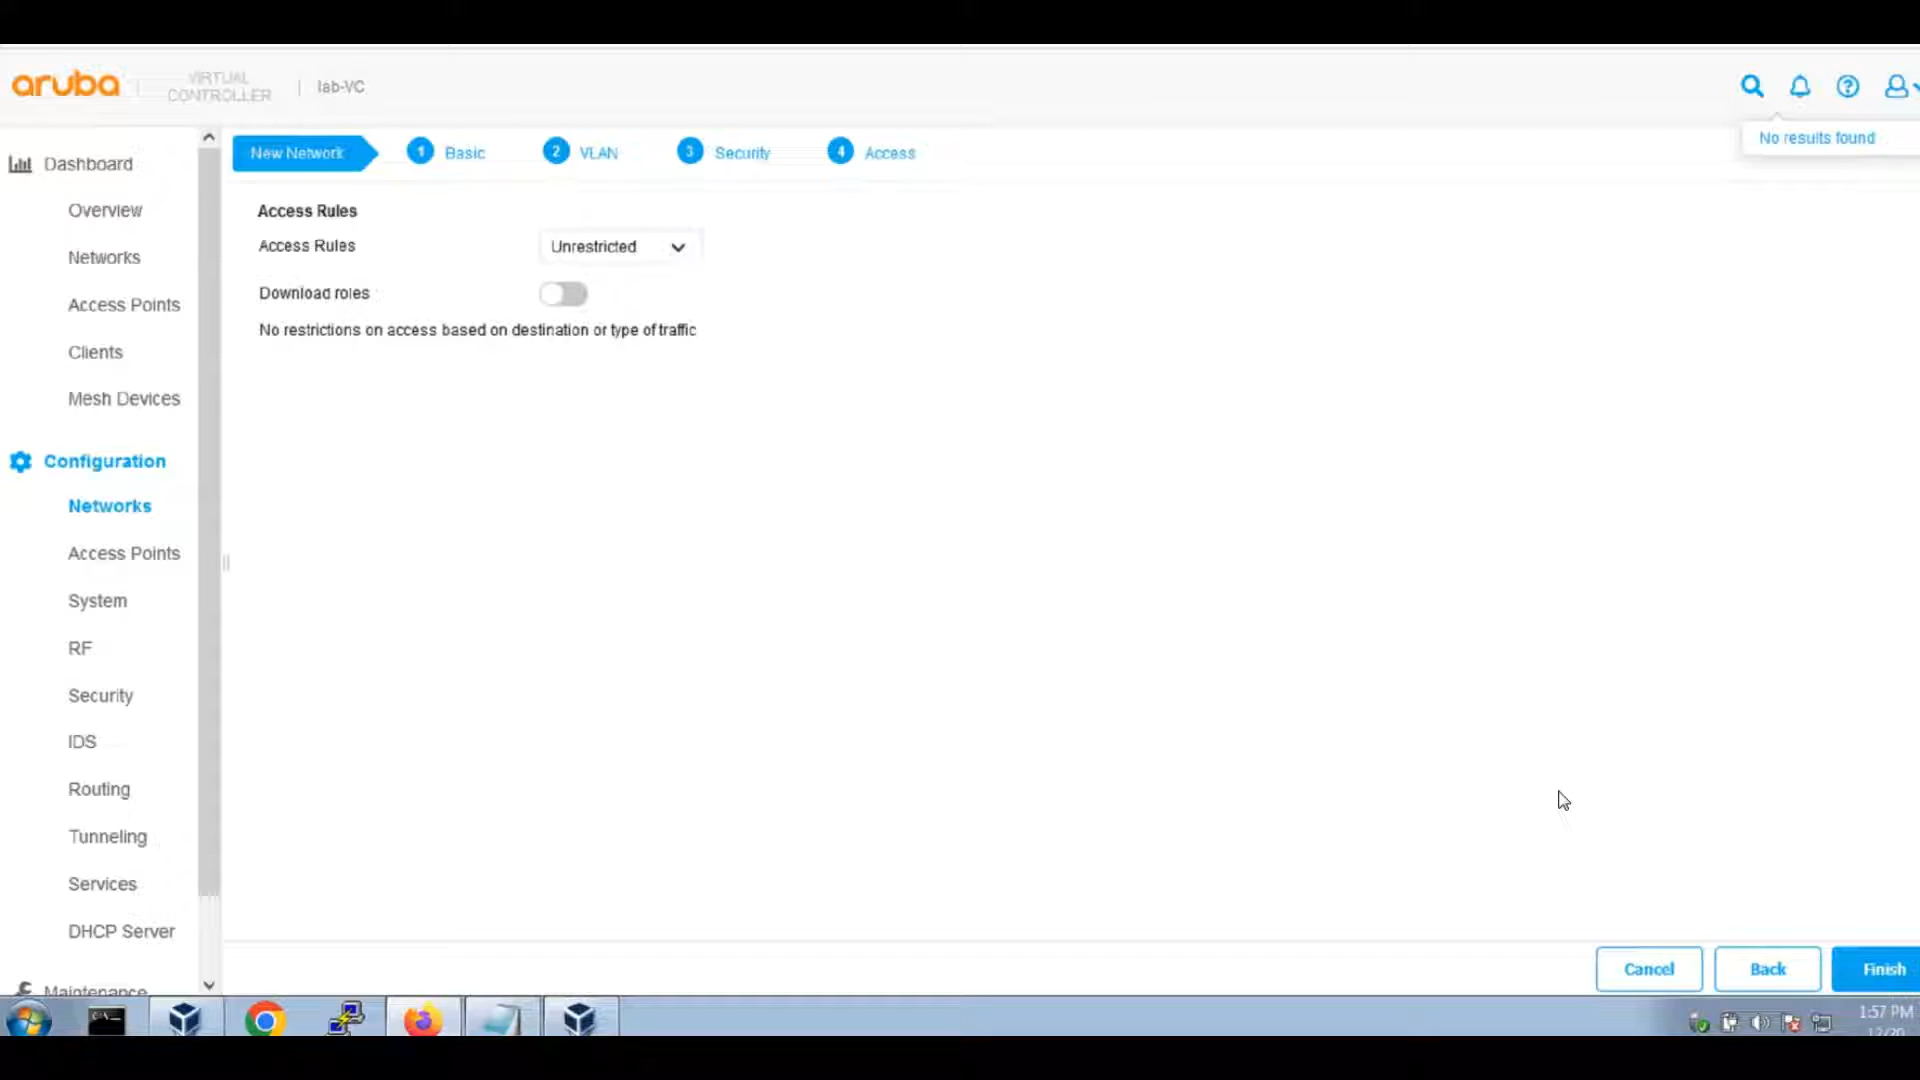 aruba
VIRTUAL
CONTROLLER
lab-VC
No results found
New Network
1 Basic
2 VLAN
3 Security
4 Access
Dashboard
Overview
Networks
Access Points
Clients
Mesh Devices
Configuration
Networks
Access Points
System
RF
Security
IDS
Routing
Tunneling
Services
DHCP Server
Maintenance
Access Rules
Access Rules
Unrestricted
Download roles
No restrictions on access based on destination or type of traffic
Cancel
Back
Finish
1:57 PM